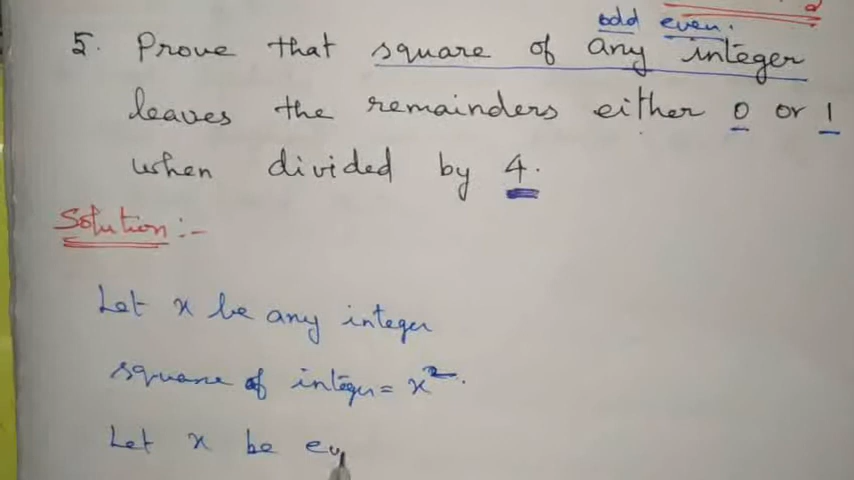 odd even.
5. Prove that square of any integer
leaves the remainders either 0 or 1
when divided by 4.
Solution :-
Let x be any integer
square of integer = x².
Let x be ev